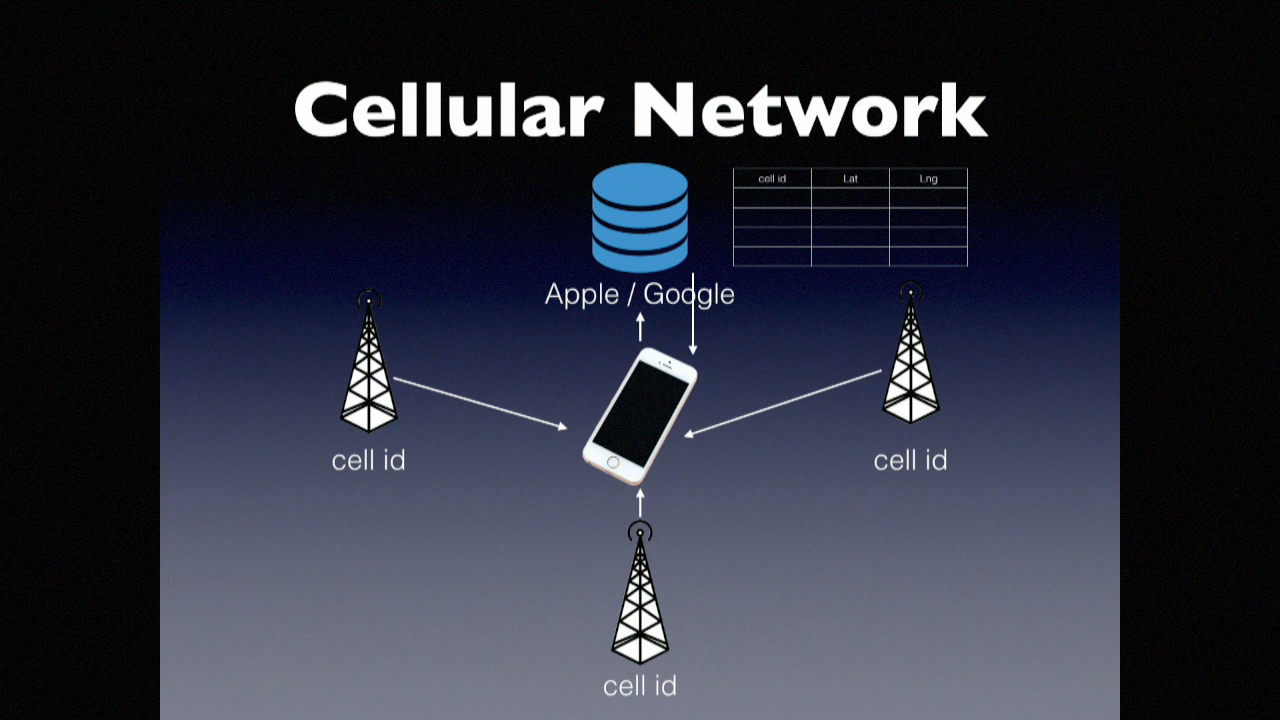 Cellular Network
cell id Lat Lng
Apple / Google
cell id
cell id
cell id